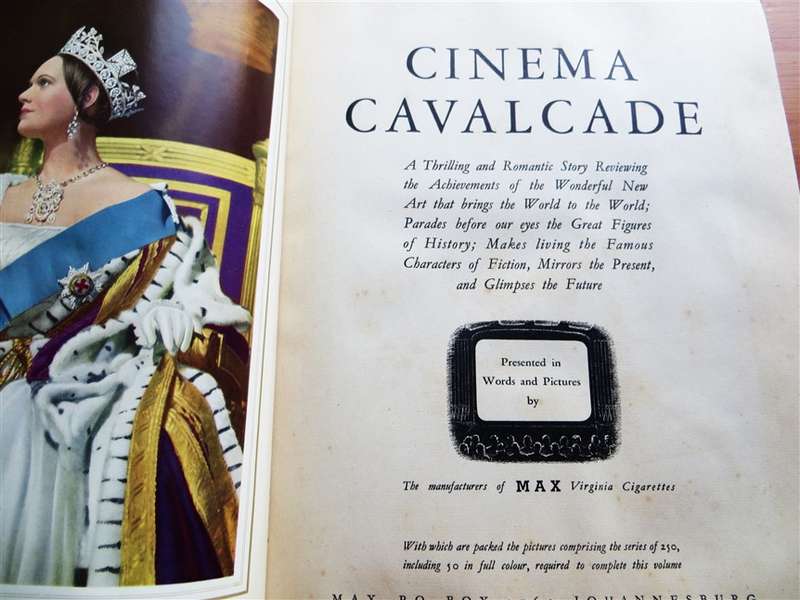 CINEMA
CAVALCADE
A Thrilling and Romantic Story Reviewing
the Achievements of the Wonderful New
Art that brings the World to the World;
Parades before our eyes the Great Figures
of History; Makes living the Famous
Characters of Fiction, Mirrors the Present,
and Glimpses the Future
Presented in
Words and Pictures
by
The manufacturers of MAX Virginia Cigarettes
With which are packed the pictures comprising the series of 250,
including 50 in full colour, required to complete this volume
MAX, P.O. BOX JOHANNESBURG